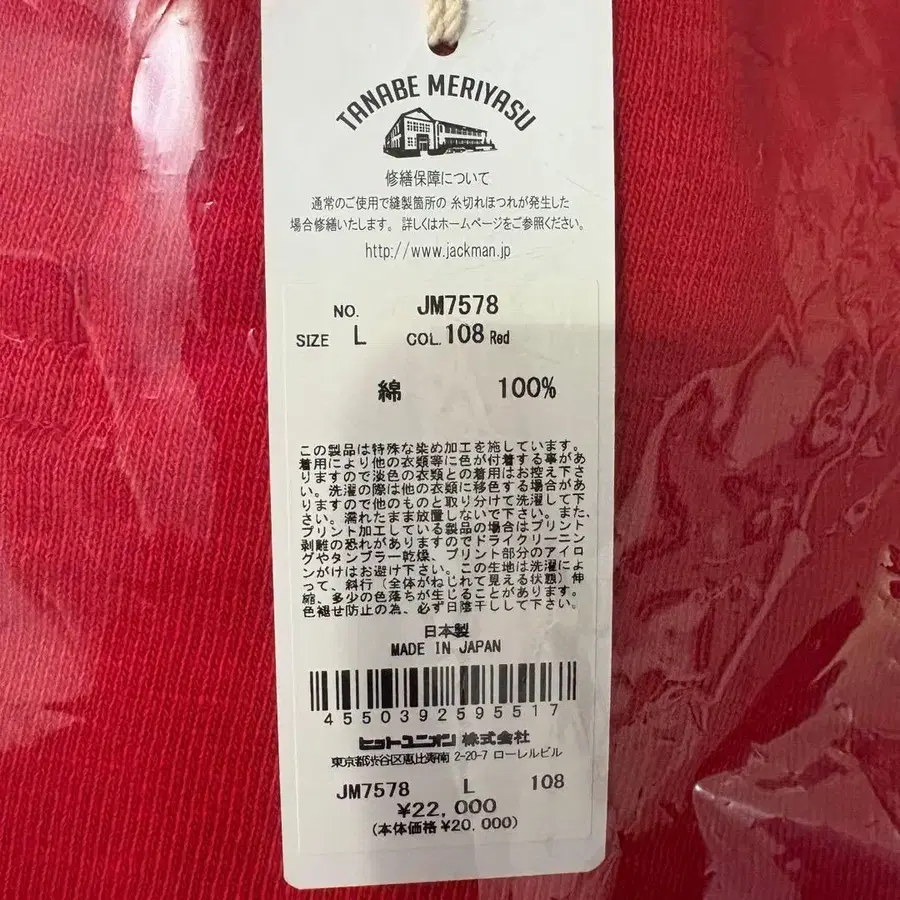 TANABE MERIYASU
修繕保障について
通常のご使用で縫製箇所の 糸切れほつれが発生した
場合修繕いたします。 詳しくはホームページをご参照ください。
http://www.jackman.jp
NO. JM7578
SIZE L COL. 108 Red
綿 100%
この製品は特殊な染め加工を施しています。
着用により他の衣類等に色が付着する事があ
りますので淡色の衣類との着用はお控え下さ
い。洗濯の際は他の衣類に移色する場合があ
りますので他のものと取り分けて洗濯して下
さい。濡れたまま放置しないで下さい。また、
プリント加工している製品の場合はプリント
剥離の恐れがありますのでドライクリーニン
グやタンブラー乾燥、プリント部分のアイロ
ンがけはお避け下さい。この生地は洗濯によ
って、斜行（全体がねじれて見える状態）伸
縮、多少の色落ちが生じることがあります。
色褪せ防止の為、必ず日陰干しして下さい。
日本製
MADE IN JAPAN
4550392595517
ヒットユニオン 株式会社
東京都渋谷区恵比寿南 2-20-7 ローレルビル
JM7578 L 108
¥22,000
(本体価格¥20,000)